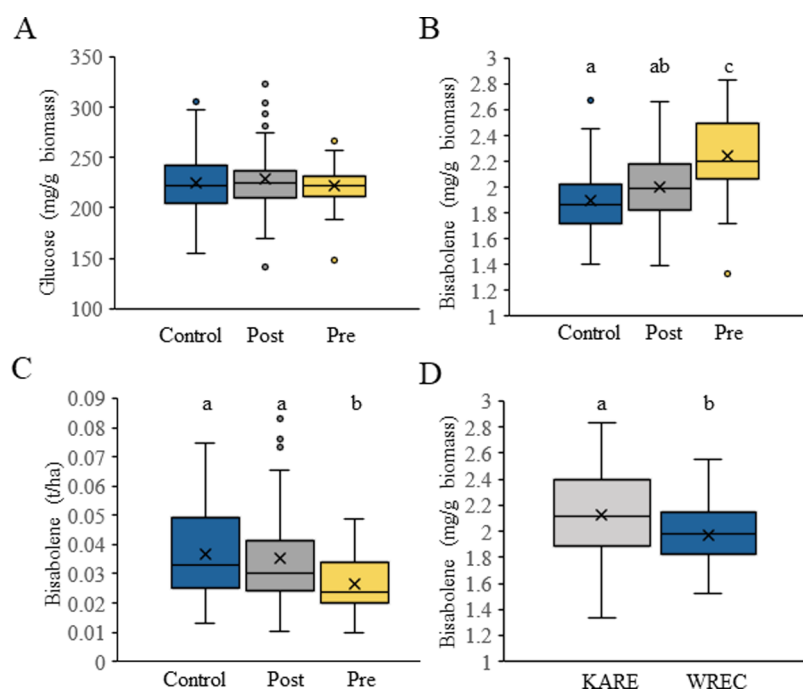 A
Glucose (mg/g biomass)
350
300
250
200
150
100
Control Post Pre
B
Bisabolene (mg/g biomass)
3
2.8
2.6
2.4
2.2
2
1.8
1.6
1.4
1.2
1
a ab c
Control Post Pre
C
Bisabolene (t/ha)
0.09
0.08
0.07
0.06
0.05
0.04
0.03
0.02
0.01
0
a a b
Control Post Pre
D
Bisabolene (mg/g biomass)
3
2.8
2.6
2.4
2.2
2
1.8
1.6
1.4
1.2
1
a b
KARE WREC